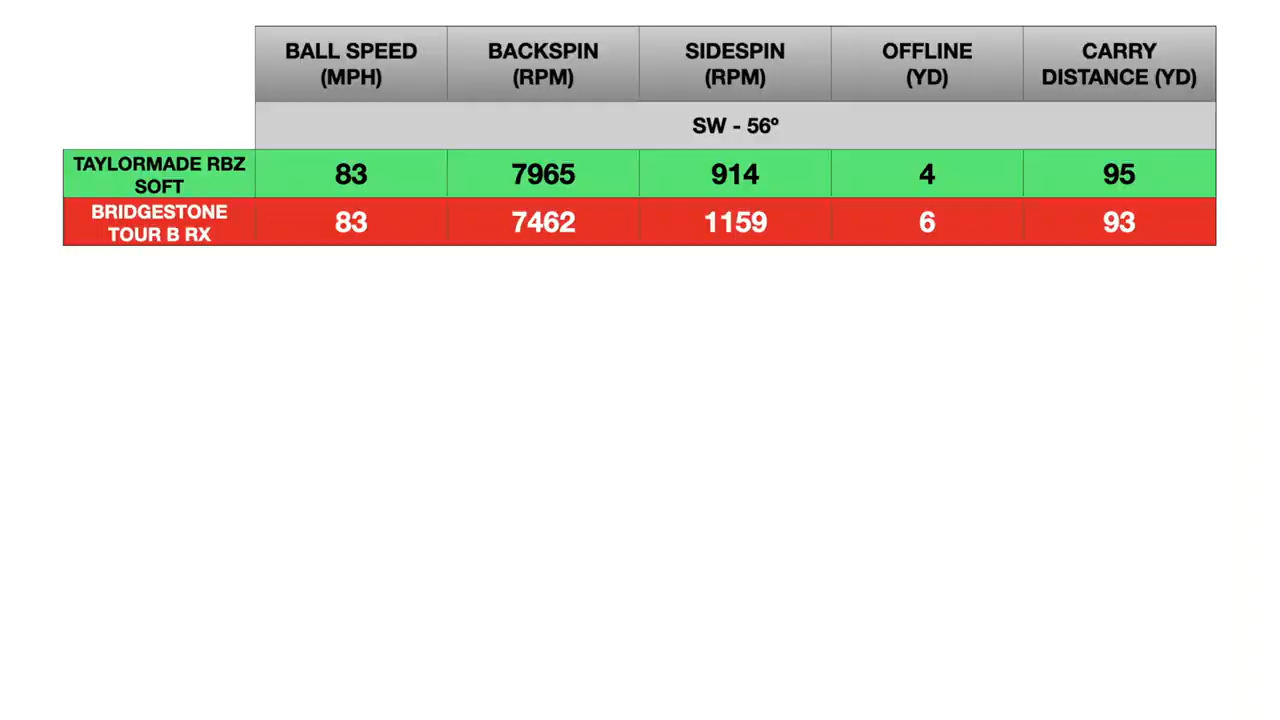 BALL SPEED (MPH) BACKSPIN (RPM) SIDESPIN (RPM) OFFLINE (YD) CARRY DISTANCE (YD)
SW - 56º
TAYLORMADE RBZ SOFT 83 7965 914 4 95
BRIDGESTONE TOUR B RX 83 7462 1159 6 93